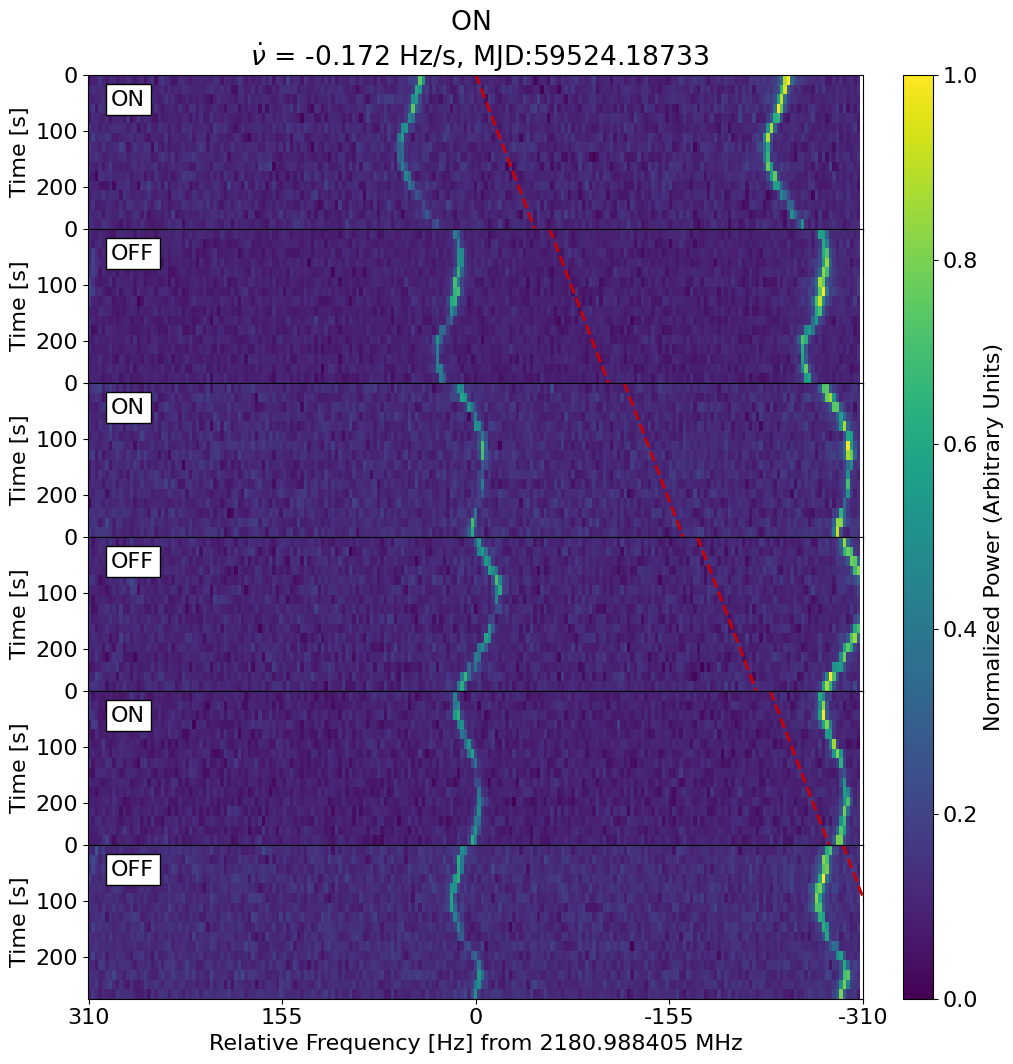 ON
ν̇ = -0.172 Hz/s, MJD:59524.18733
0
ON
100
Time [s]
200
0
OFF
100
Time [s]
200
0
ON
100
Time [s]
200
0
OFF
100
Time [s]
200
0
ON
100
Time [s]
200
0
OFF
100
Time [s]
200
310 155 0 -155 -310
Relative Frequency [Hz] from 2180.988405 MHz
1.0
0.8
0.6
0.4
0.2
0.0
Normalized Power (Arbitrary Units)